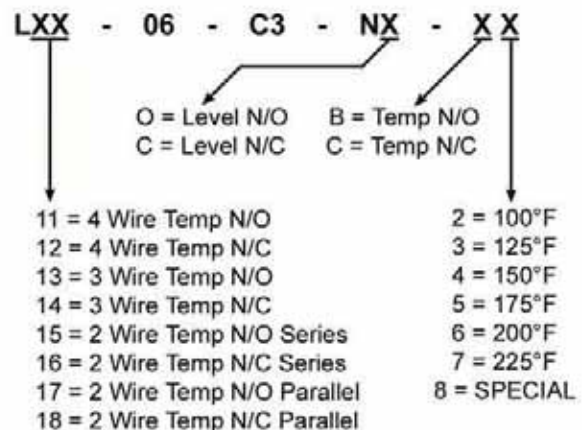 LXX - 06 - C3 - NX - X X
O = Level N/O
C = Level N/C
B = Temp N/O
C = Temp N/C
11 = 4 Wire Temp N/O
12 = 4 Wire Temp N/C
13 = 3 Wire Temp N/O
14 = 3 Wire Temp N/C
15 = 2 Wire Temp N/O Series
16 = 2 Wire Temp N/C Series
17 = 2 Wire Temp N/O Parallel
18 = 2 Wire Temp N/C Parallel
2 = 100°F
3 = 125°F
4 = 150°F
5 = 175°F
6 = 200°F
7 = 225°F
8 = SPECIAL